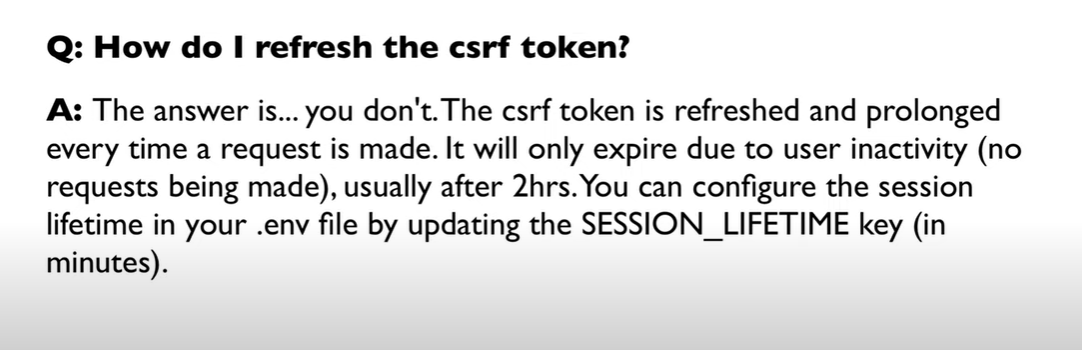 Q: How do I refresh the csrf token?
A: The answer is... you don't. The csrf token is refreshed and prolonged
every time a request is made. It will only expire due to user inactivity (no
requests being made), usually after 2hrs. You can configure the session
lifetime in your .env file by updating the SESSION_LIFETIME key (in
minutes).